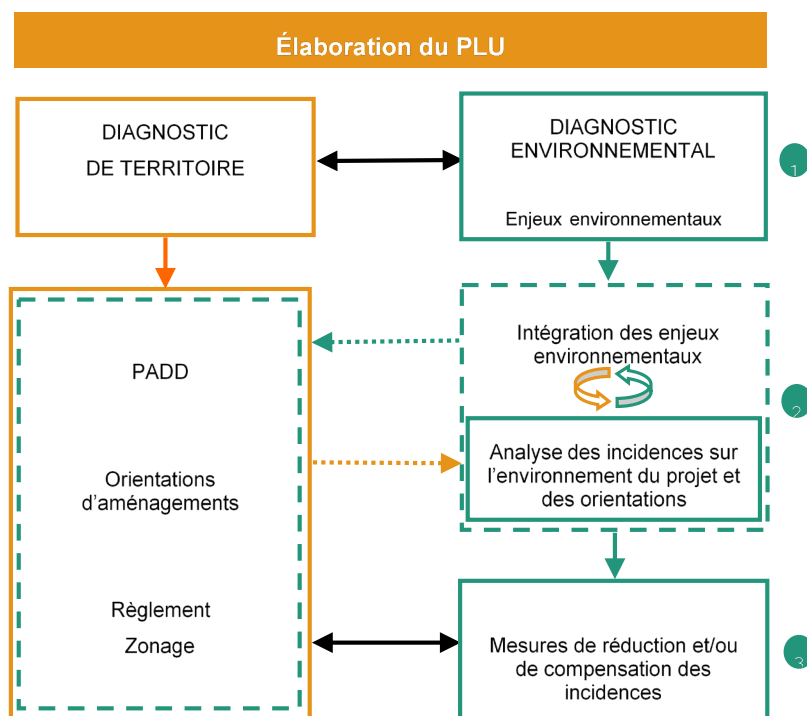 Élaboration du PLU
DIAGNOSTIC
DE TERRITOIRE
DIAGNOSTIC
ENVIRONNEMENTAL
Enjeux environnementaux
1
PADD
Orientations
d’aménagements
Règlement
Zonage
Intégration des enjeux
environnementaux
Analyse des incidences sur
l’environnement du projet et
des orientations
2
Mesures de réduction et/ou
de compensation des
incidences
3